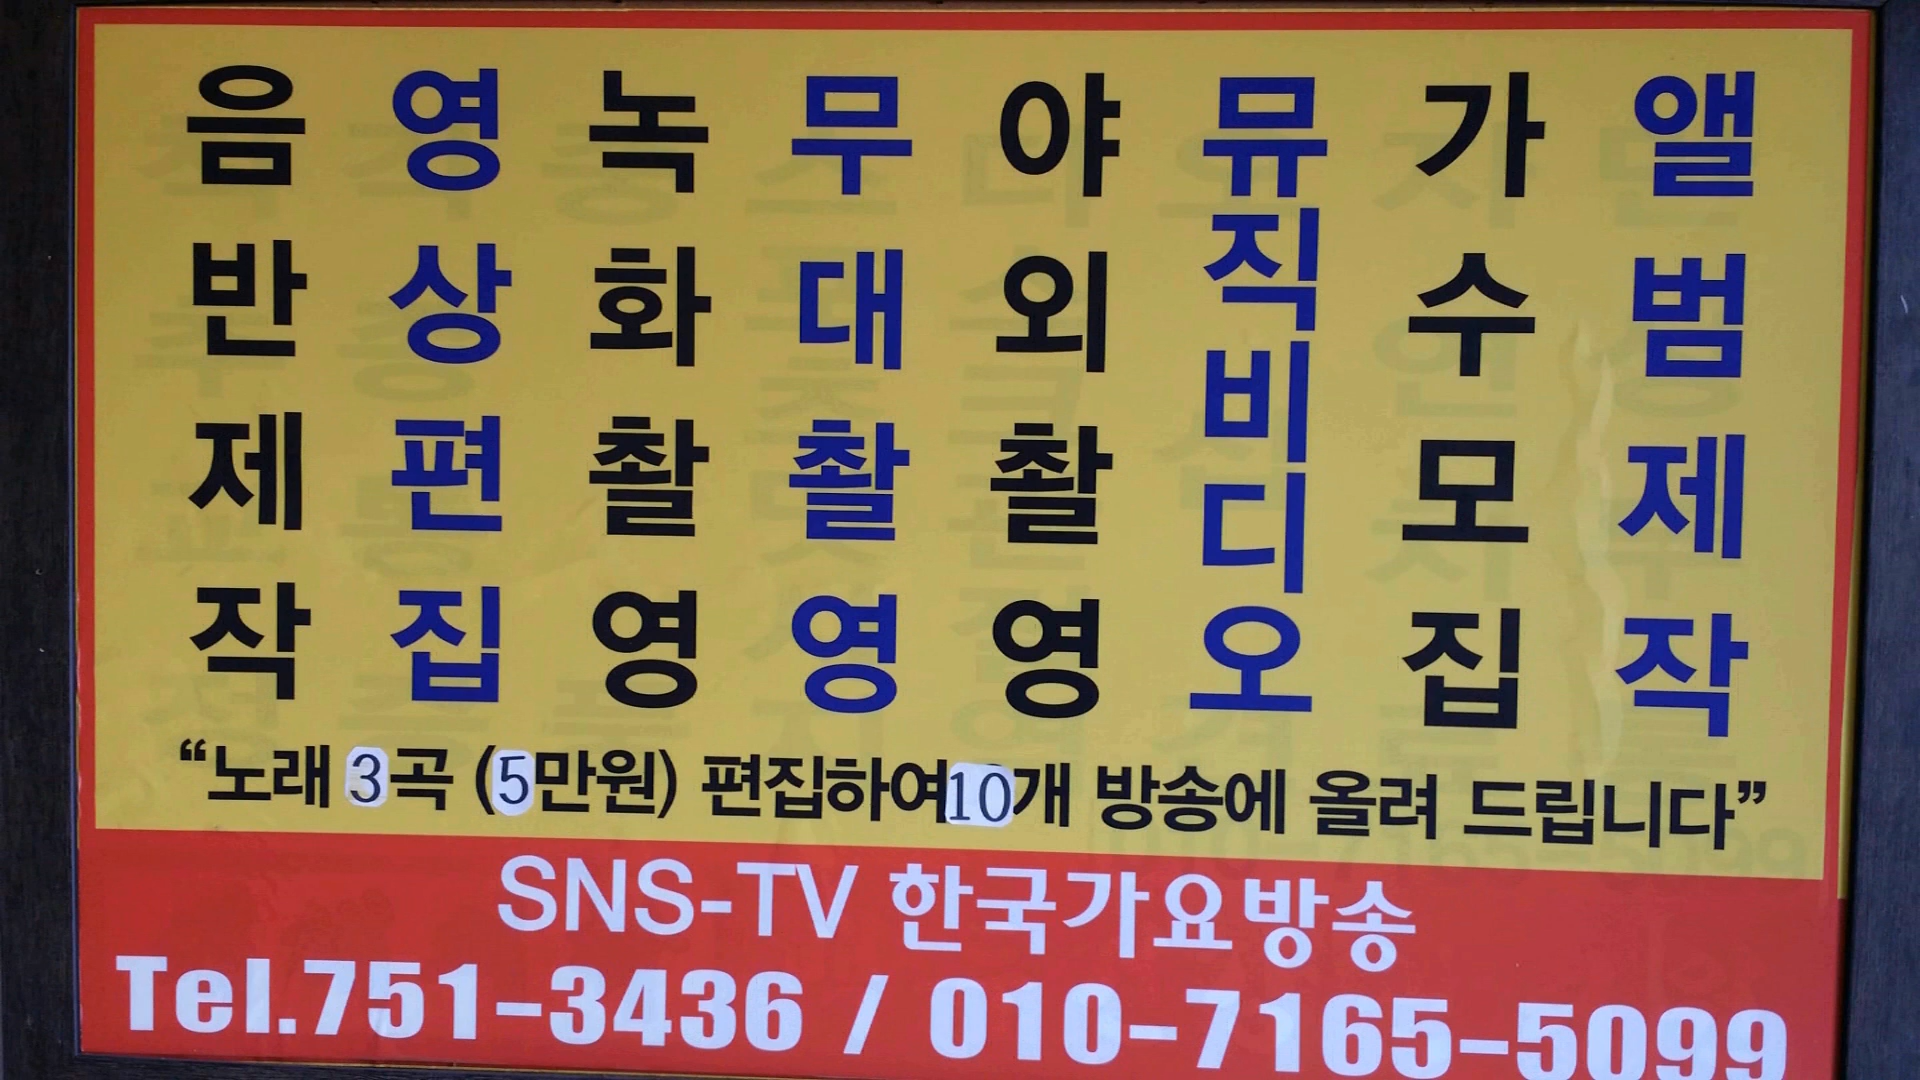 음반제작
영상편집
녹화촬영
무대촬영
야외촬영
뮤직비디오
가수모집
앨범제작
“노래 3곡 (5만원) 편집하여 10개 방송에 올려 드립니다”
SNS-TV 한국가요방송
Tel.751-3436 / 010-7165-5099